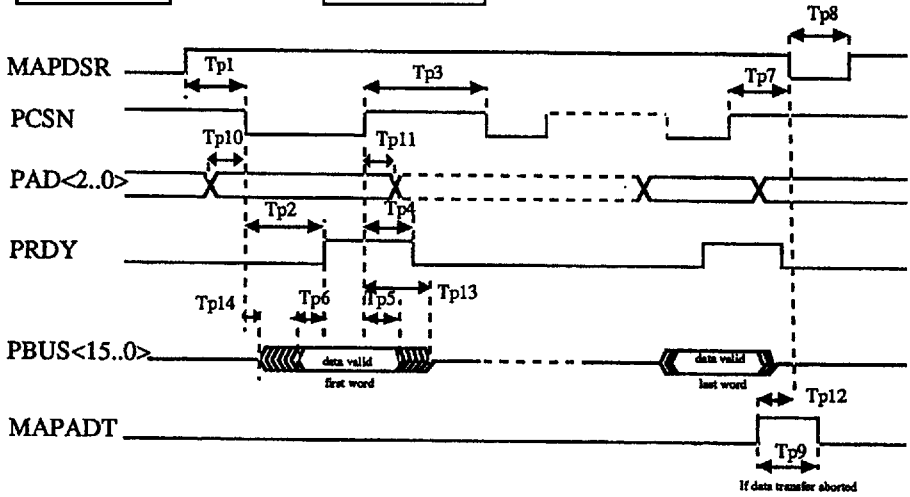 Tp8
MAPDSR
Tp1
Tp3
Tp7
PCSN
Tp10
Tp11
PAD<2..0>
Tp2
Tp4
PRDY
Tp14
Tp6
Tp5
Tp13
PBUS<15..0>
data valid
data valid
first word
last word
Tp12
MAPADT
Tp9
If data transfer aborted